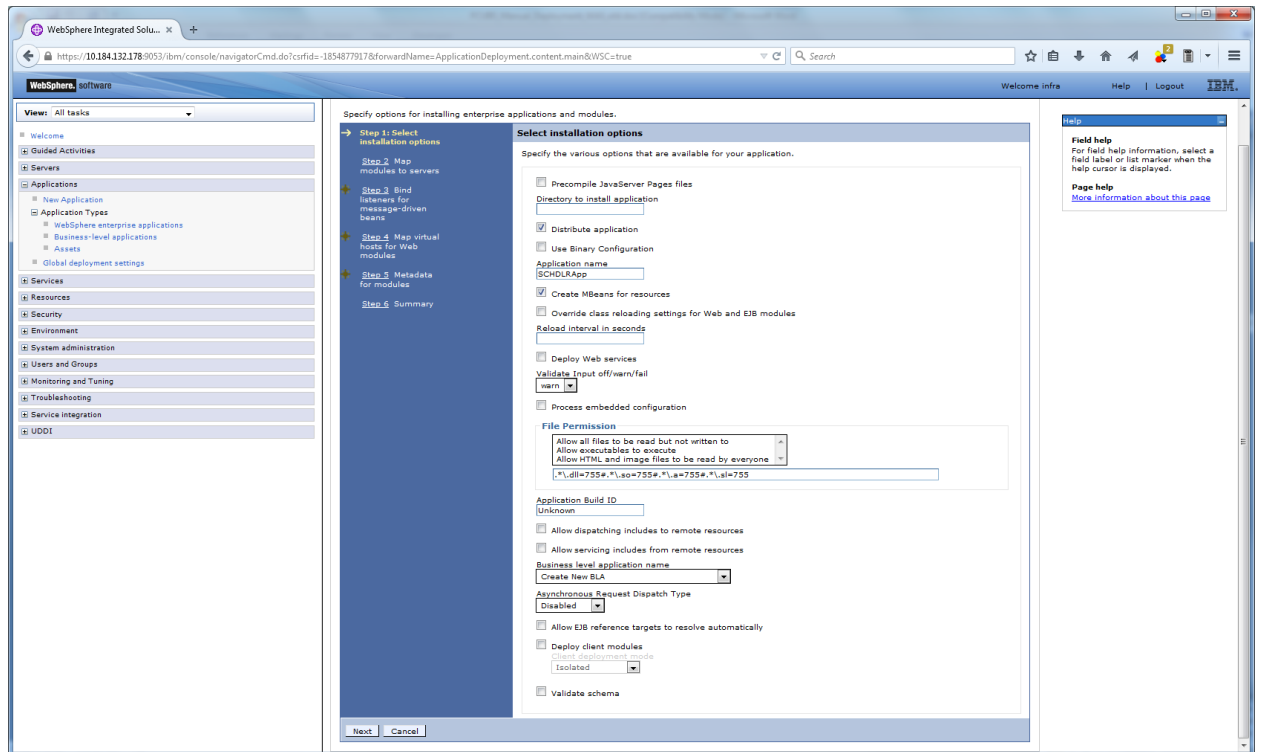 WebSphere Integrated Solu... × +
https://10.184.132.178:9053/ibm/console/navigatorCmd.do?csrfid=-1854877917&forwardName=ApplicationDeployment.content.main&WSC=true
Search
2
WebSphere. software
Welcome infra
Help | Logout
IBM.
View: All tasks
Welcome
Guided Activities
Servers
Applications
New Application
Application Types
WebSphere enterprise applications
Business-level applications
Assets
Global deployment settings
Services
Resources
Security
Environment
System administration
Users and Groups
Monitoring and Tuning
Troubleshooting
Service integration
UDDI
Specify options for installing enterprise applications and modules.
Step 1: Select
installation options
Step 2 Map
modules to servers
Step 3 Bind
listeners for
message-driven
beans
Step 4 Map virtual
hosts for Web
modules
Step 5 Metadata
for modules
Step 6 Summary
Select installation options
Specify the various options that are available for your application.
Precompile JavaServer Pages files
Directory to install application
Distribute application
Use Binary Configuration
Application name
SCHDLRApp
Create MBeans for resources
Override class reloading settings for Web and EJB modules
Reload interval in seconds
Deploy Web services
Validate Input off/warn/fail
warn
Process embedded configuration
File Permission
Allow all files to be read but not written to
Allow executables to execute
Allow HTML and image files to be read by everyone
.*\.dll=755#.*\.so=755#.*\.a=755#.*\.sl=755
Application Build ID
Unknown
Allow dispatching includes to remote resources
Allow servicing includes from remote resources
Business level application name
Create New BLA
Asynchronous Request Dispatch Type
Disabled
Allow EJB reference targets to resolve automatically
Deploy client modules
Client deployment mode
Isolated
Validate schema
Next Cancel
Help
Field help
For field help information, select a
field label or list marker when the
help cursor is displayed.
Page help
More information about this page